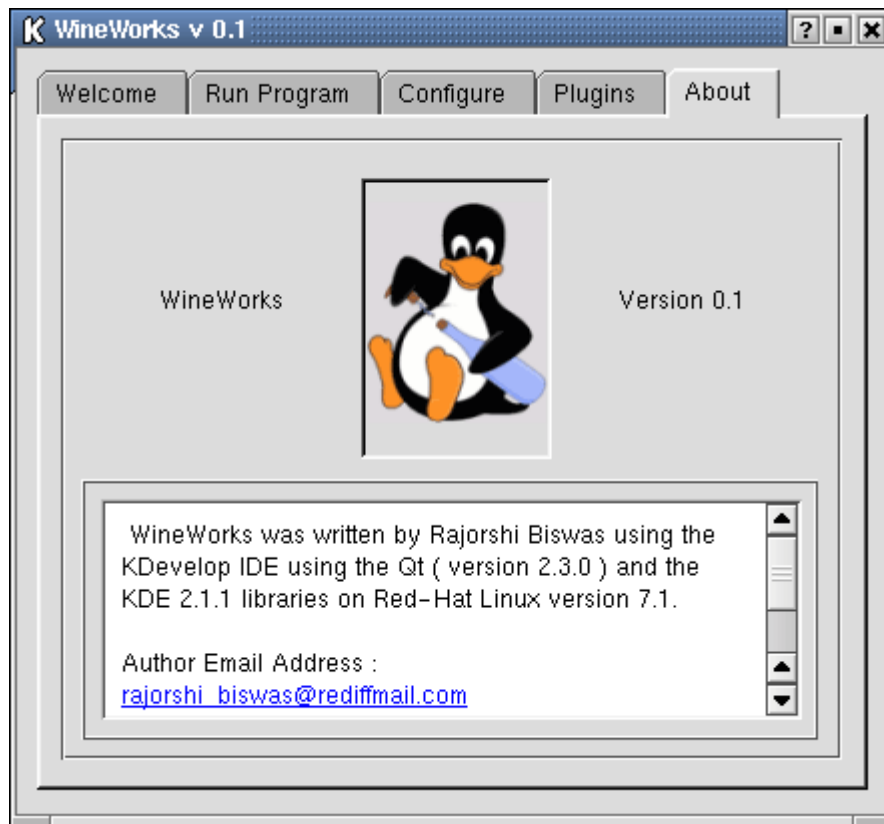 WineWorks v 0.1
Welcome Run Program Configure Plugins About
WineWorks
Version 0.1
WineWorks was written by Rajorshi Biswas using the
KDevelop IDE using the Qt ( version 2.3.0 ) and the
KDE 2.1.1 libraries on Red-Hat Linux version 7.1.
Author Email Address :
rajorshi_biswas@rediffmail.com